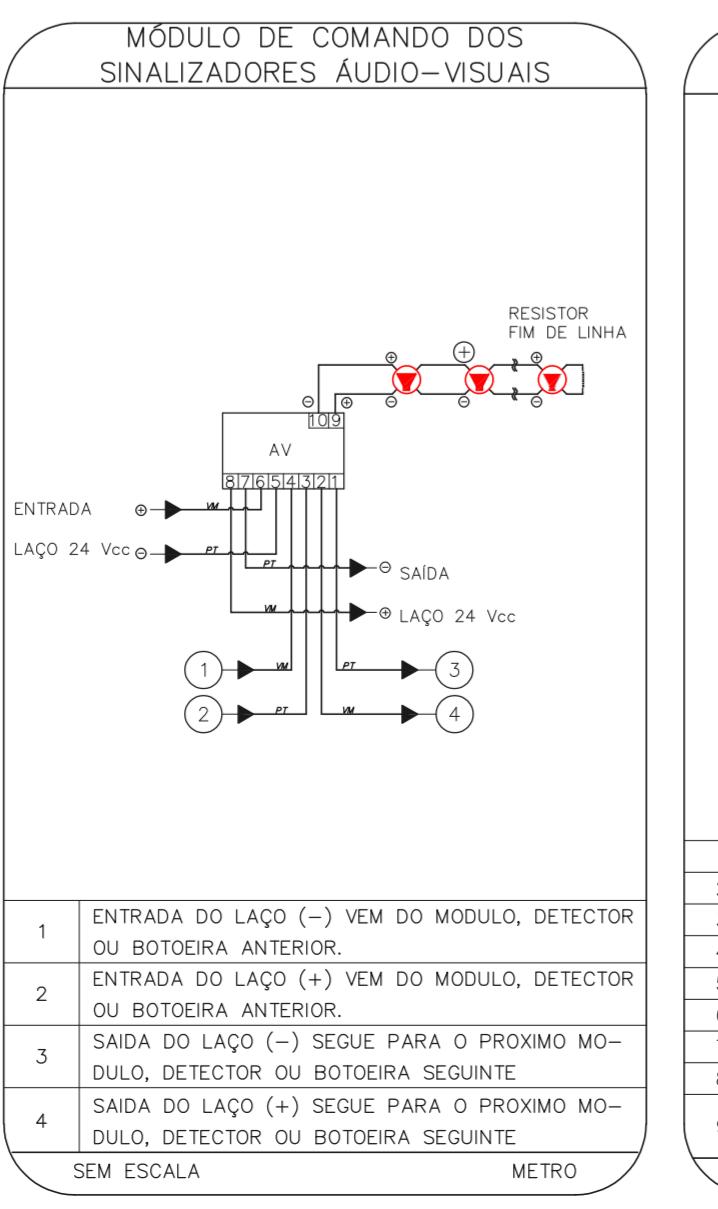 MÓDULO DE COMANDO DOS
SINALIZADORES ÁUDIO-VISUAIS
RESISTOR
FIM DE LINHA
+ + +
- + - - -
10 9
AV
8 7 6 5 4 3 2 1
ENTRADA + VM
LAÇO 24 Vcc - PT
PT - SAÍDA
VM + LAÇO 24 Vcc
1 VM PT 3
2 PT VM 4
1 ENTRADA DO LAÇO (-) VEM DO MODULO, DETECTOR
OU BOTOEIRA ANTERIOR.
2 ENTRADA DO LAÇO (+) VEM DO MODULO, DETECTOR
OU BOTOEIRA ANTERIOR.
3 SAIDA DO LAÇO (-) SEGUE PARA O PROXIMO MO-
DULO, DETECTOR OU BOTOEIRA SEGUINTE
4 SAIDA DO LAÇO (+) SEGUE PARA O PROXIMO MO-
DULO, DETECTOR OU BOTOEIRA SEGUINTE
SEM ESCALA METRO